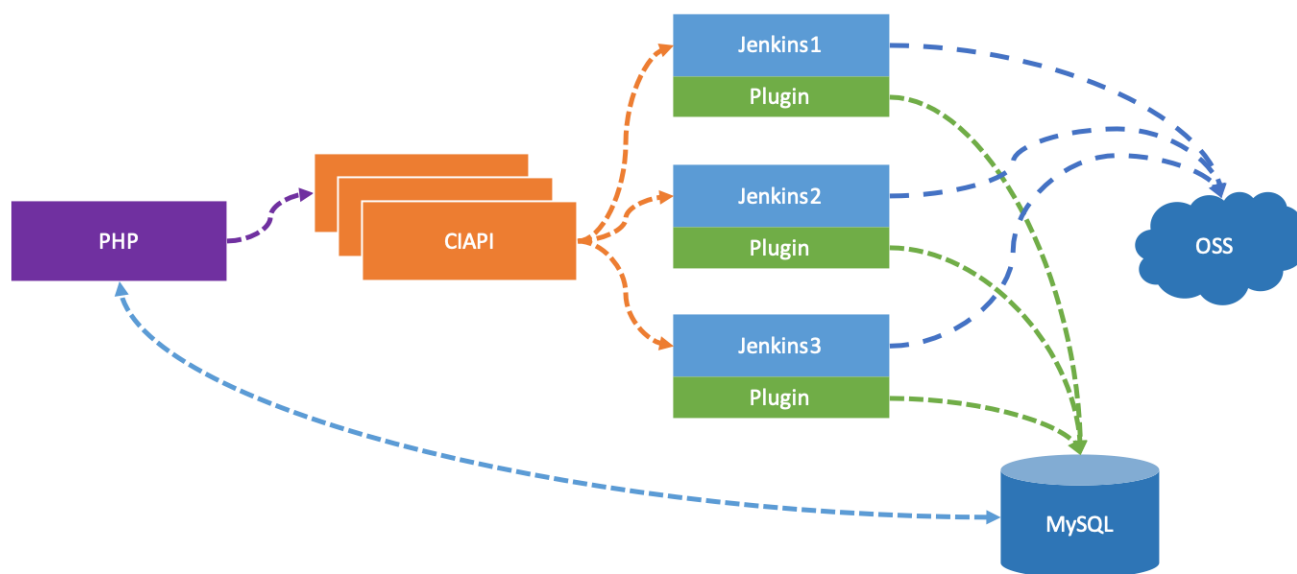 Jenkins1
Plugin
PHP
CIAPI
Jenkins2
Plugin
OSS
Jenkins3
Plugin
MySQL